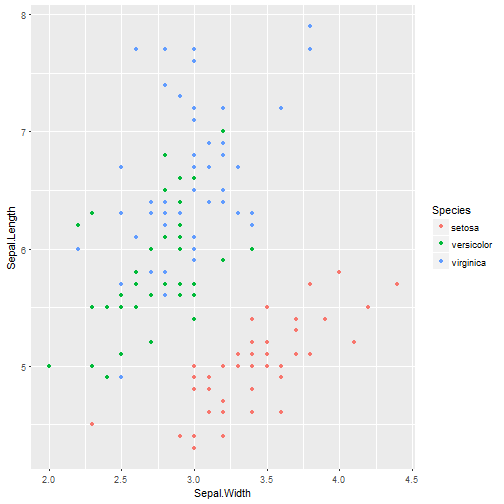 8
7
6
5
Sepal.Length
2.0 2.5 3.0 3.5 4.0 4.5
Sepal.Width
Species
setosa
versicolor
virginica